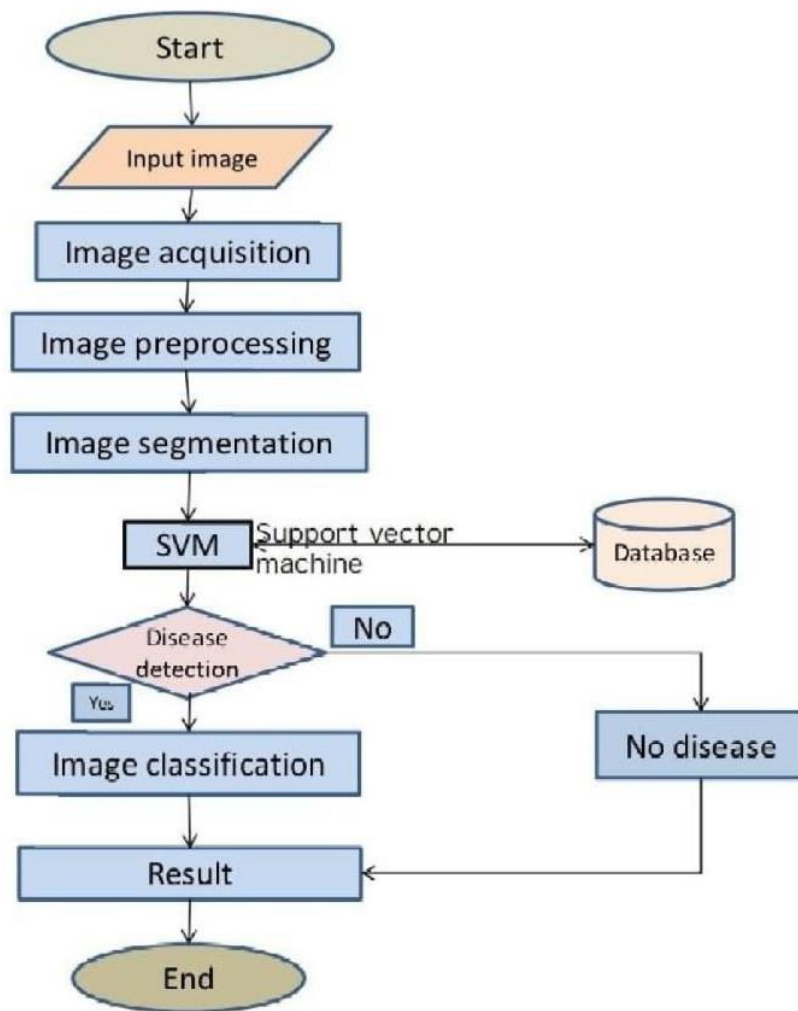 Start
Input image
Image acquisition
Image preprocessing
Image segmentation
SVM
Support vector
machine
Database
Disease
detection
No
Yes
No disease
Image classification
Result
End